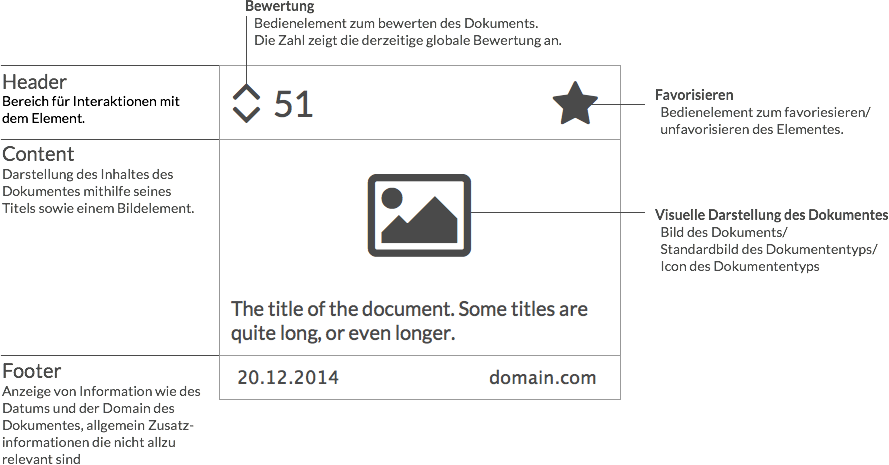 Bewertung
Bedienelement zum bewerten des Dokuments.
Die Zahl zeigt die derzeitige globale Bewertung an.
Header
Bereich für Interaktionen mit
dem Element.
51
Favorisieren
Bedienelement zum favoriesieren/
unfavorisieren des Elementes.
Content
Darstellung des Inhaltes des
Dokumentes mithilfe seines
Titels sowie einem Bildelement.
Visuelle Darstellung des Dokumentes
Bild des Dokuments/
Standardbild des Dokumententyps/
Icon des Dokumententyps
The title of the document. Some titles are
quite long, or even longer.
Footer
Anzeige von Information wie des
Datums und der Domain des
Dokumentes, allgemein Zusatz-
informationen die nicht allzu
relevant sind
20.12.2014
domain.com